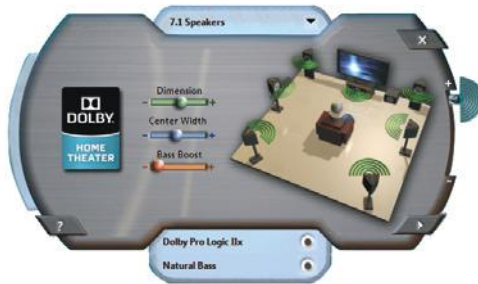 7.1 Speakers
X
DOLBY.
HOME
THEATER
Dimension
- +
Center Width
- +
Bass Boost
- +
+
-
?
Dolby Pro Logic IIx
Natural Bass